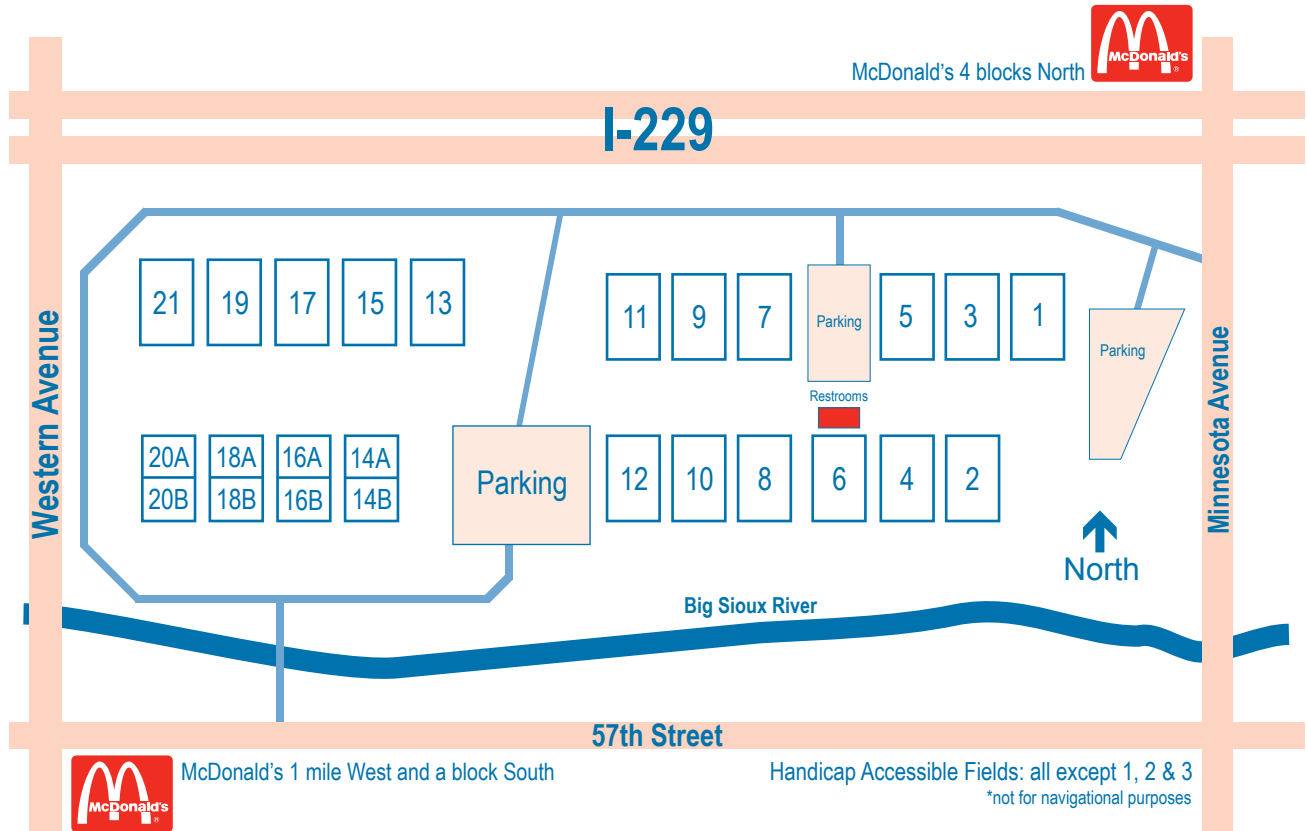 McDonald's
®
McDonald's 4 blocks North
I-229
21 19 17 15 13
11 9 7 Parking 5 3 1
Parking
Western Avenue
Minnesota Avenue
Restrooms
20A 18A 16A 14A
20B 18B 16B 14B
Parking
12 10 8 6 4 2
North
Big Sioux River
57th Street
McDonald's
®
McDonald's 1 mile West and a block South
Handicap Accessible Fields: all except 1, 2 & 3
*not for navigational purposes